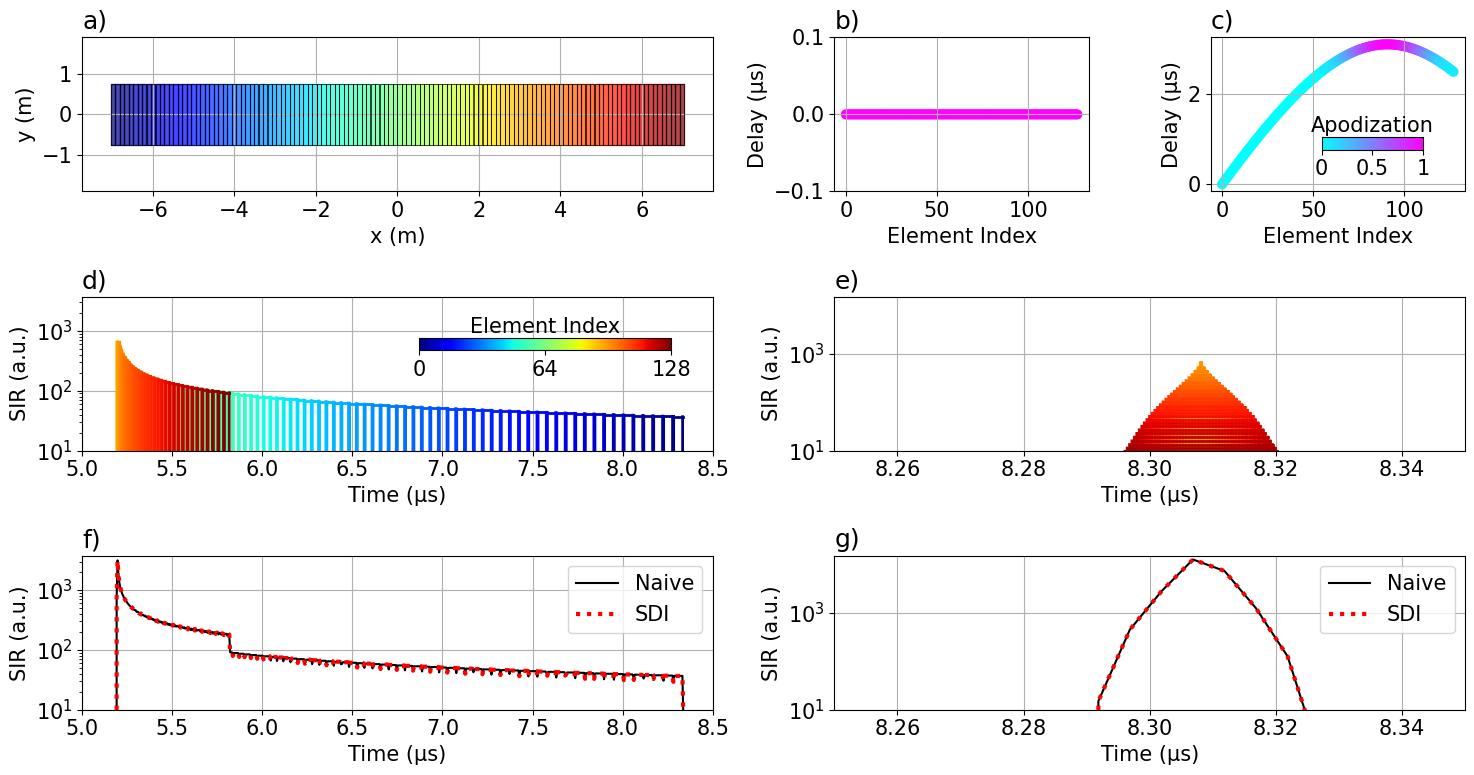 a)
y (m)
1
0
−1
−6 −4 −2 0 2 4 6
x (m)
b)
Delay (µs)
0.1
0.0
−0.1
0 50 100
Element Index
c)
Delay (µs)
2
0
Apodization
0 0.5 1
0 50 100
Element Index
d)
SIR (a.u.)
10³
10²
10¹
Element Index
0 64 128
5.0 5.5 6.0 6.5 7.0 7.5 8.0 8.5
Time (µs)
e)
SIR (a.u.)
10³
10¹
8.26 8.28 8.30 8.32 8.34
Time (µs)
f)
SIR (a.u.)
10³
10²
10¹
Naive
SDI
5.0 5.5 6.0 6.5 7.0 7.5 8.0 8.5
Time (µs)
g)
SIR (a.u.)
10³
10¹
Naive
SDI
8.26 8.28 8.30 8.32 8.34
Time (µs)